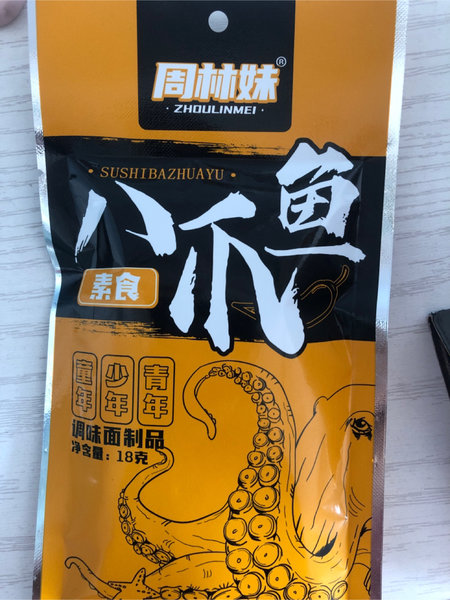 周林妹®
·ZHOULINMEI·
·SUSHIBAZHUAYU·
八爪鱼
素食
童年 少年 青年
调味面制品
净含量：18克